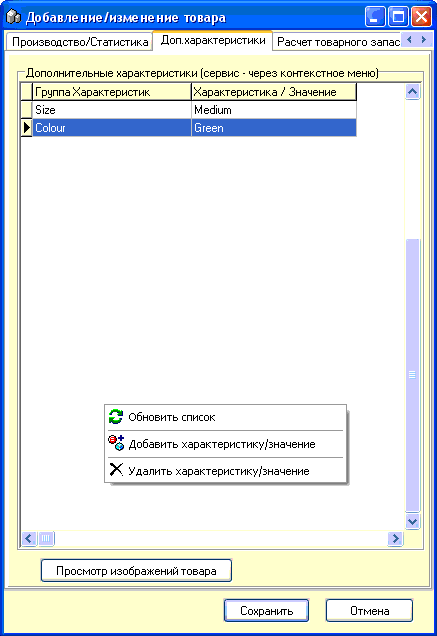 Добавление/изменение товара
Производство/Статистика Доп.характеристики Расчет товарного запас
Дополнительные характеристики (сервис - через контекстное меню)
Группа Характеристик Характеристика / Значение
Size Medium
Colour Green
Обновить список
Добавить характеристику/значение
Удалить характеристику/значение
Просмотр изображений товара
Сохранить Отмена